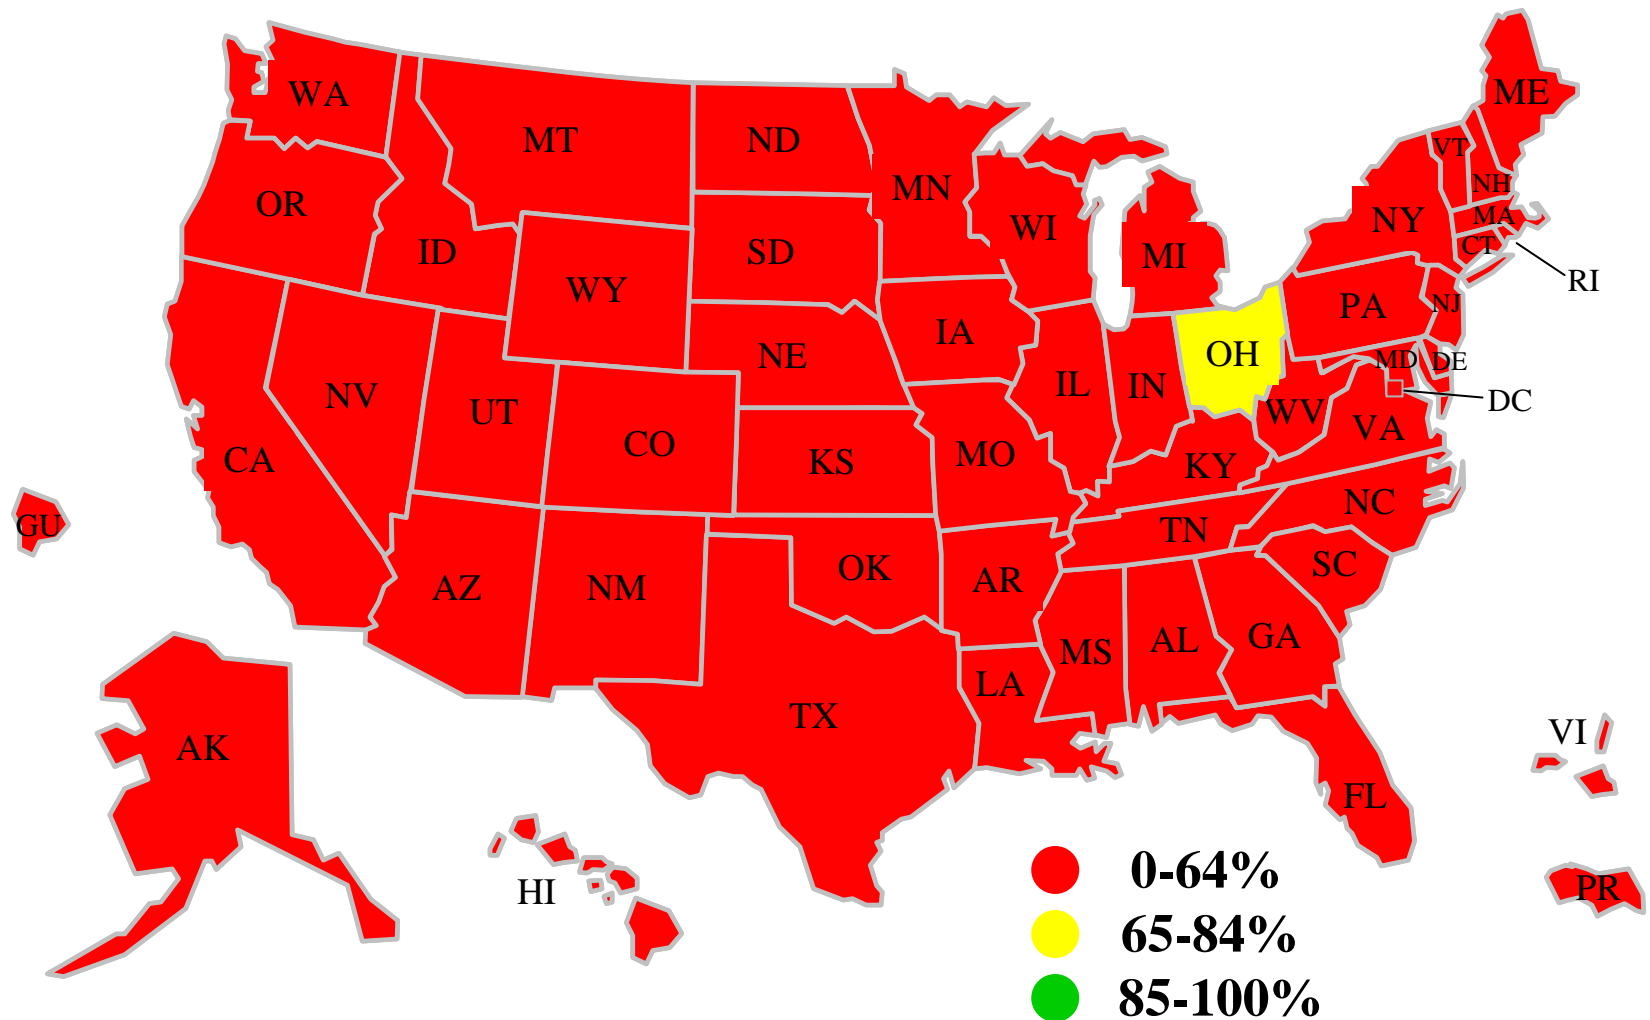 WA
MT
ND
MN
ME
VT
NH
OR
ID
SD
WI
MI
NY
MA
CT
RI
WY
IA
PA
NJ
NE
OH
MD
DE
NV
UT
CO
KS
MO
IL
IN
WV
VA
DC
CA
KY
NC
TN
SC
GU
AZ
NM
OK
AR
MS
AL
GA
LA
TX
AK
FL
VI
HI
PR
0-64%
65-84%
85-100%